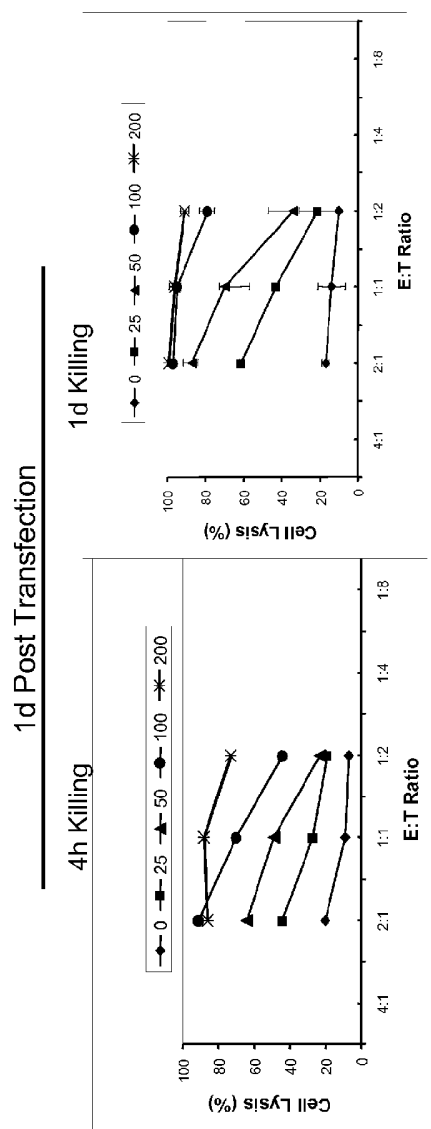 1d Post Transfection
4h Killing
0 25 50 100 200
100
80
60
40
20
0
Cell Lysis (%)
4:1 2:1 1:1 1:2 1:4 1:8
E:T Ratio
1d Killing
0 25 50 100 200
100
80
60
40
20
0
Cell Lysis (%)
4:1 2:1 1:1 1:2 1:4 1:8
E:T Ratio